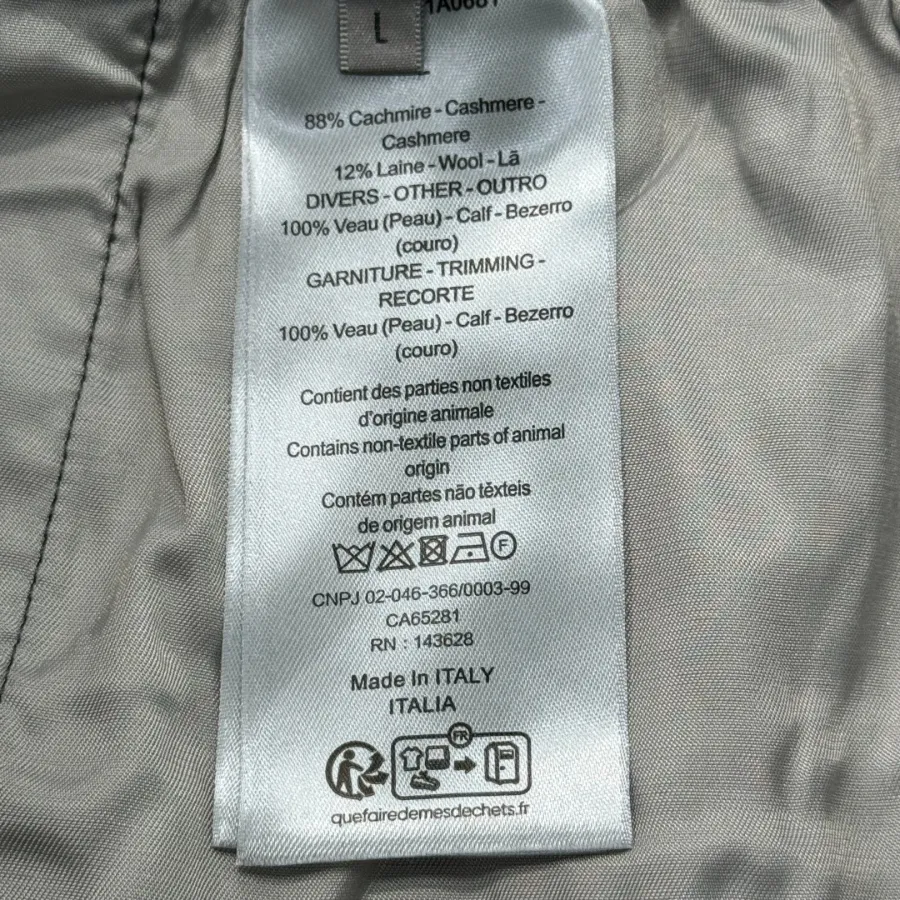 L
1A0681
88% Cachmire - Cashmere -
Cashmere
12% Laine - Wool - Lã
DIVERS - OTHER - OUTRO
100% Veau (Peau) - Calf - Bezerro
(couro)
GARNITURE - TRIMMING -
RECORTE
100% Veau (Peau) - Calf - Bezerro
(couro)
Contient des parties non textiles
d'origine animale
Contains non-textile parts of animal
origin
Contém partes não têxteis
de origem animal
F
CNPJ 02-046-366/0003-99
CA65281
RN : 143628
Made In ITALY
ITALIA
FR
quefairedemesdechets.fr